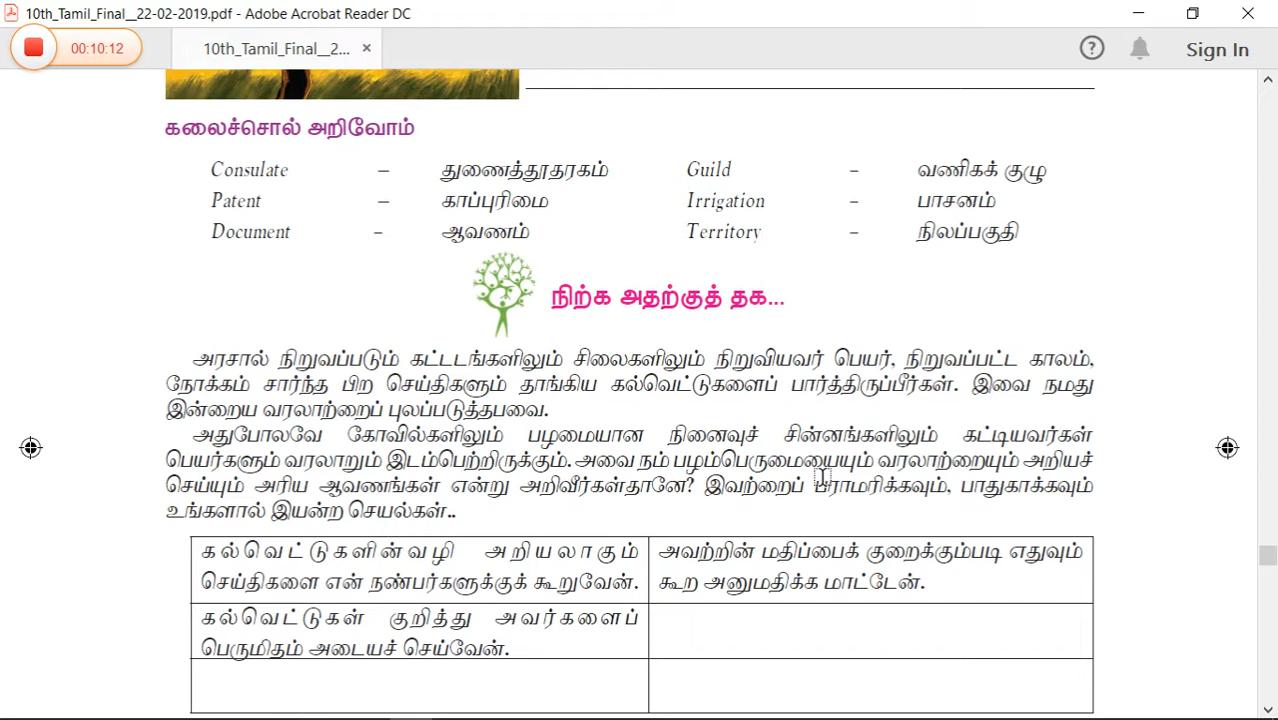 10th_Tamil_Final__22-02-2019.pdf - Adobe Acrobat Reader DC
00:10:12 10th_Tamil_Final__2... × Sign In
கலைச்சொல் அறிவோம்
Consulate – துணைத்தூதரகம் Guild – வணிகக் குழு
Patent – காப்புரிமை Irrigation – பாசனம்
Document – ஆவணம் Territory – நிலப்பகுதி
நிற்க அதற்குத் தக...
அரசால் நிறுவப்படும் கட்டடங்களிலும் சிலைகளிலும் நிறுவியவர் பெயர், நிறுவப்பட்ட காலம்,
நோக்கம் சார்ந்த பிற செய்திகளும் தாங்கிய கல்வெட்டுகளைப் பார்த்திருப்பீர்கள். இவை நமது
இன்றைய வரலாற்றைப் புலப்படுத்தபவை.
அதுபோலவே கோவில்களிலும் பழமையான நினைவுச் சின்னங்களிலும் கட்டியவர்கள்
பெயர்களும் வரலாறும் இடம்பெற்றிருக்கும். அவை நம் பழம்பெருமையையும் வரலாற்றையும் அறியச்
செய்யும் அரிய ஆவணங்கள் என்று அறிவீர்கள்தானே? இவற்றைப் பராமரிக்கவும், பாதுகாக்கவும்
உங்களால் இயன்ற செயல்கள்..
கல்வெட்டுகளின்வழி அறியலாகும் அவற்றின் மதிப்பைக் குறைக்கும்படி எதுவும்
செய்திகளை என் நண்பர்களுக்குக் கூறுவேன். கூற அனுமதிக்க மாட்டேன்.
கல்வெட்டுகள் குறித்து அவர்களைப்
பெருமிதம் அடையச் செய்வேன்.